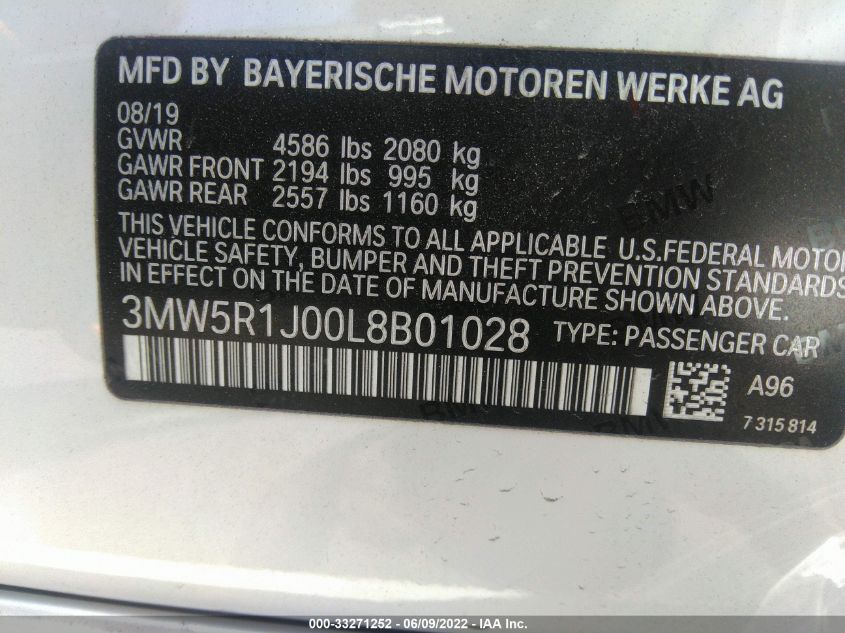 MFD BY BAYERISCHE MOTOREN WERKE AG
08/19
GVWR 4586 lbs 2080 kg
GAWR FRONT 2194 lbs 995 kg
GAWR REAR 2557 lbs 1160 kg
THIS VEHICLE CONFORMS TO ALL APPLICABLE U.S.FEDERAL MOTOR
VEHICLE SAFETY, BUMPER AND THEFT PREVENTION STANDARDS
IN EFFECT ON THE DATE OF MANUFACTURE SHOWN ABOVE.
3MW5R1J00L8B01028 TYPE: PASSENGER CAR
A96
7 315 814
BMW
BMW
BMW
000-33271252 | 06/09/2022 - IAA Inc.